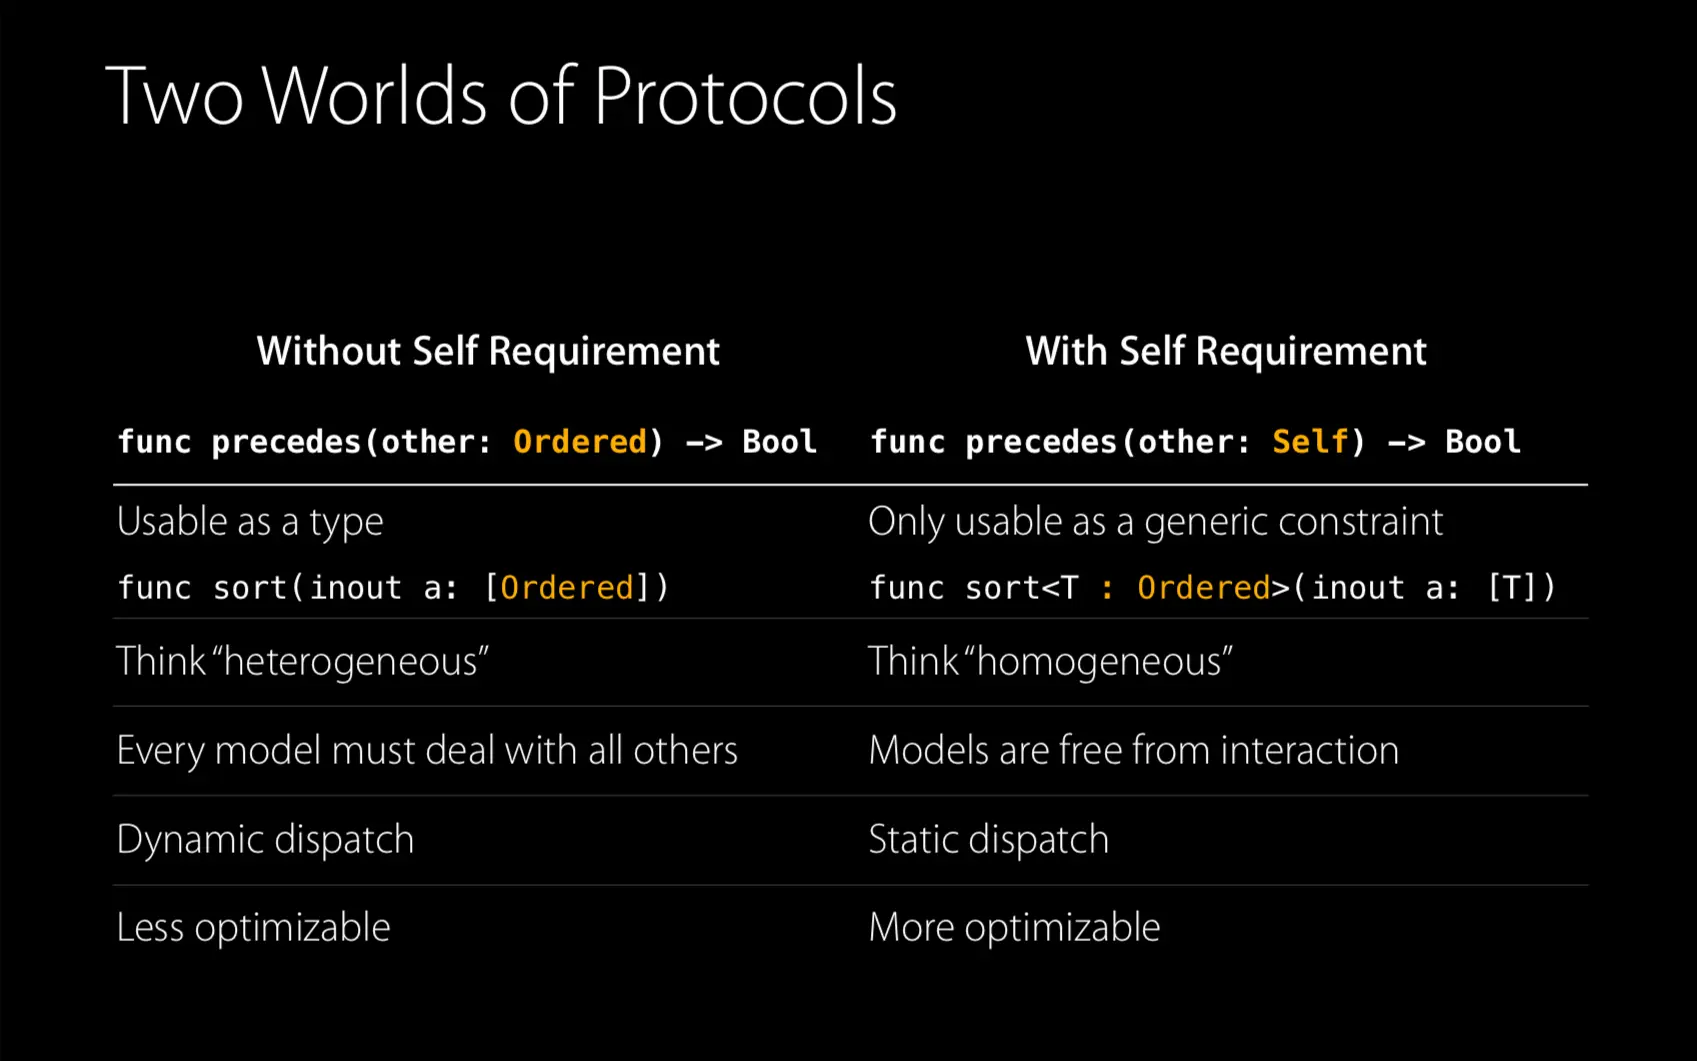 Two Worlds of Protocols
Without Self Requirement
With Self Requirement
func precedes(other: Ordered) -> Bool
func precedes(other: Self) -> Bool
Usable as a type
Only usable as a generic constraint
func sort(inout a: [Ordered])
func sort<T : Ordered>(inout a: [T])
Think “heterogeneous”
Think “homogeneous”
Every model must deal with all others
Models are free from interaction
Dynamic dispatch
Static dispatch
Less optimizable
More optimizable